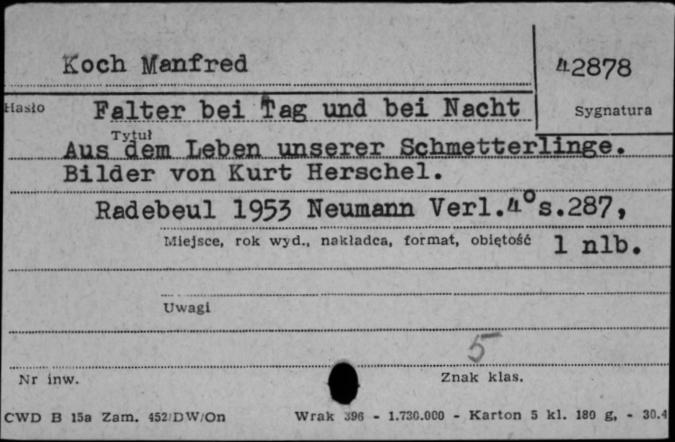 Koch Manfred
42878
Hasło
Falter bei Tag und bei Nacht
Sygnatura
Tytuł
Aus dem Leben unserer Schmetterlinge.
Bilder von Kurt Herschel.
Radebeul 1953 Neumann Verl.4°s.287,
Miejsce, rok wyd., nakładca, format, obiętość
1 nlb.
Uwagi
5
Nr inw.
Znak klas.
CWD B 15a Zam. 452/DW/On
Wrak 396 - 1.730.000 - Karton 5 kl. 180 g, - 30.4